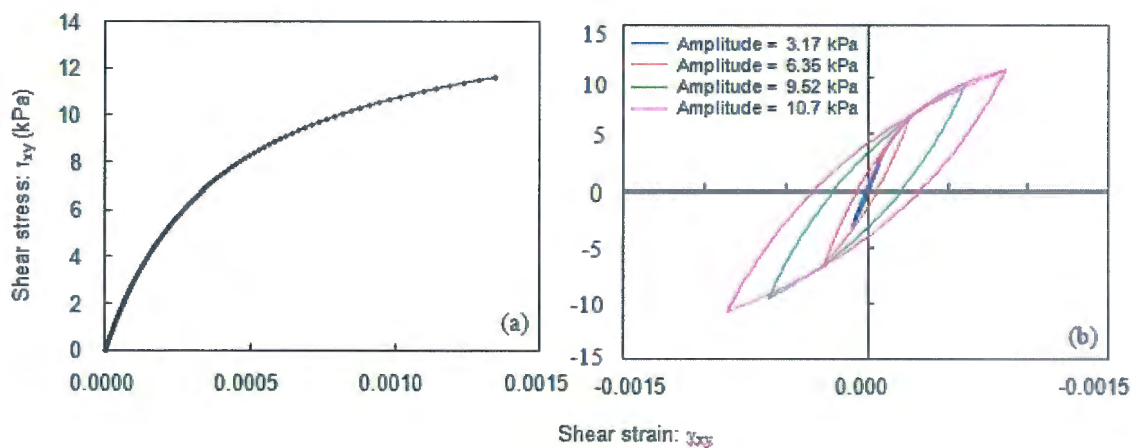 14
12
10
8
6
4
2
0
Shear stress: τxy (kPa)
(a)
0.0000
0.0005
0.0010
0.0015
15
10
5
0
-5
-10
-15
Amplitude = 3.17 kPa
Amplitude = 6.35 kPa
Amplitude = 9.52 kPa
Amplitude = 10.7 kPa
(b)
-0.0015
0.000
-0.0015
Shear strain: γxy